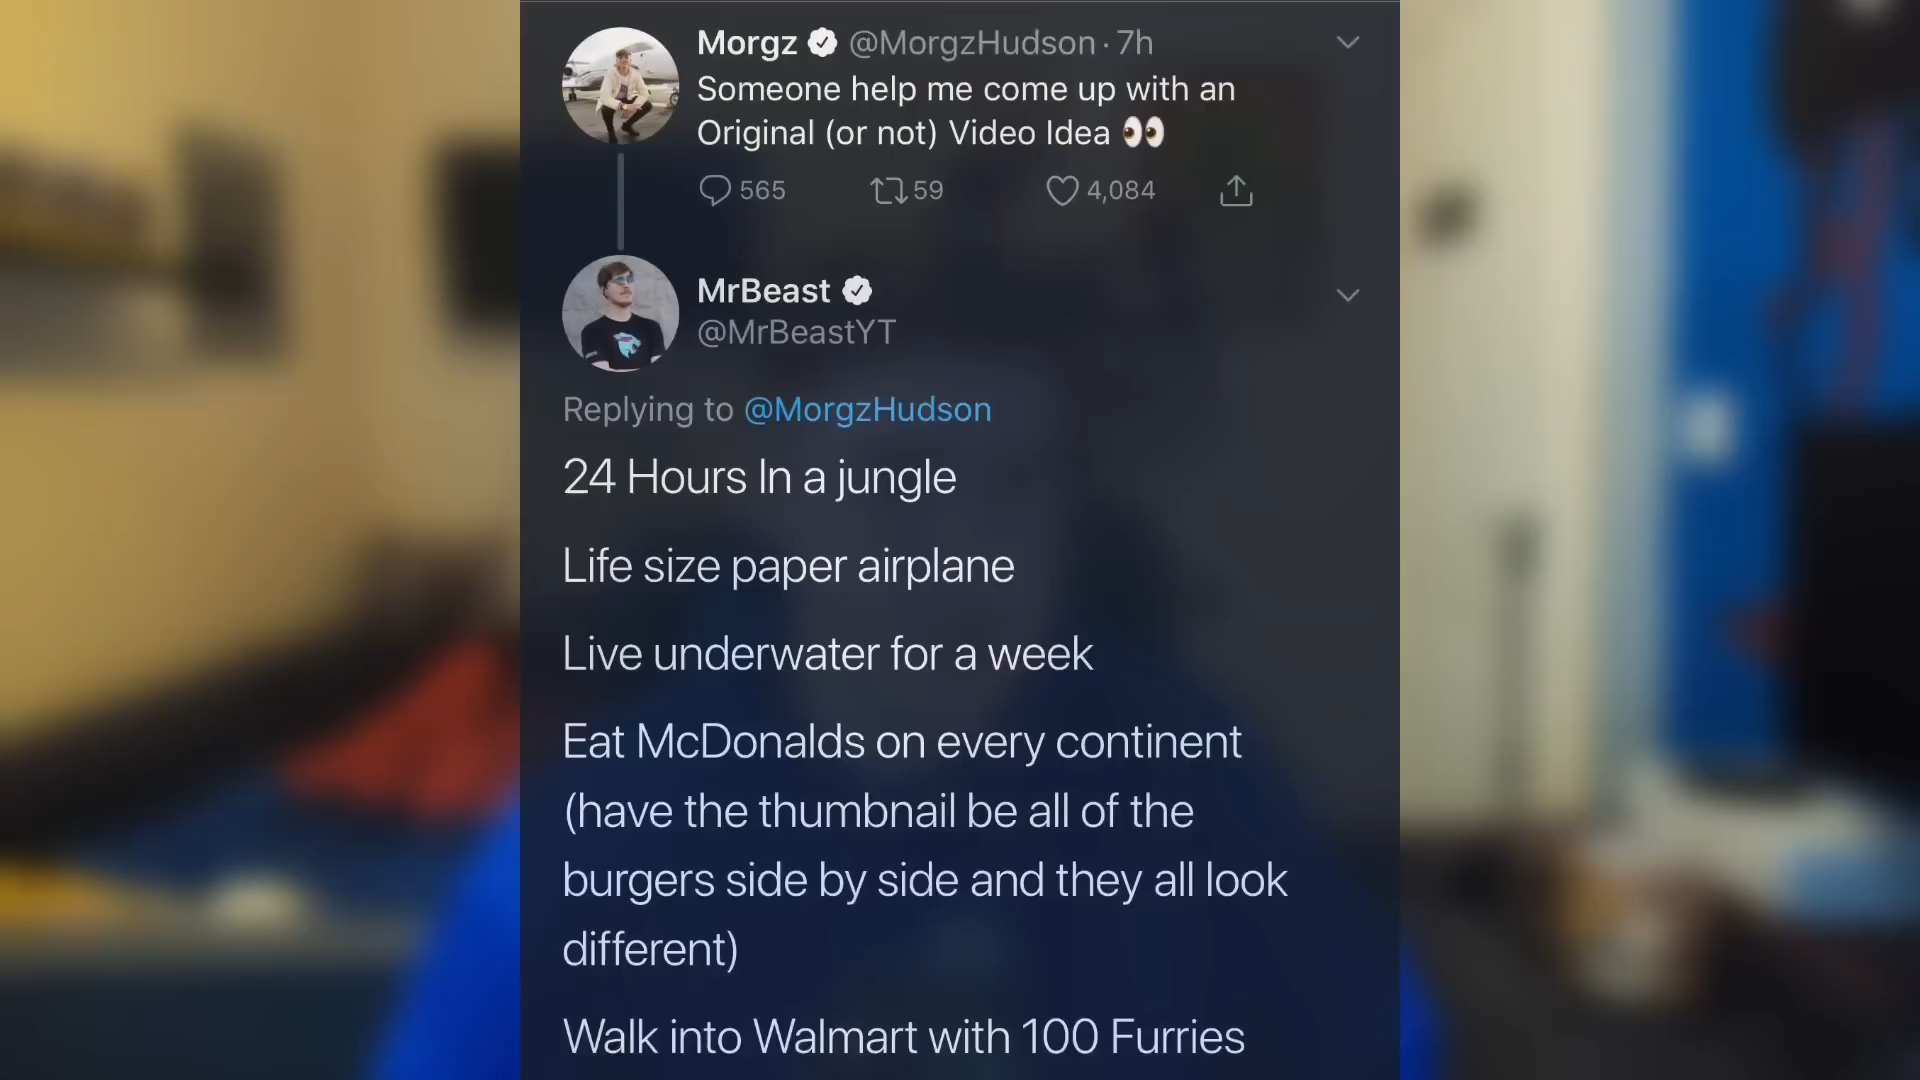 Morgz @MorgzHudson · 7h
Someone help me come up with an
Original (or not) Video Idea 👀
565 59 4,084
MrBeast
@MrBeastYT
Replying to @MorgzHudson
24 Hours In a jungle
Life size paper airplane
Live underwater for a week
Eat McDonalds on every continent
(have the thumbnail be all of the
burgers side by side and they all look
different)
Walk into Walmart with 100 Furries